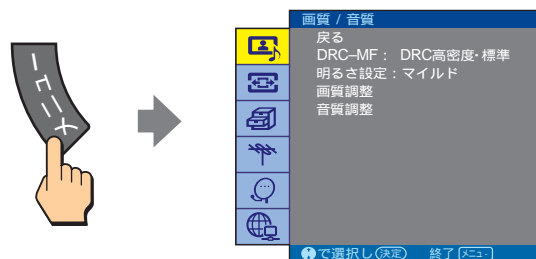 メニュー
画質 / 音質
戻る
DRC–MF： DRC高密度･標準
明るさ設定：マイルド
画質調整
音質調整
で選択し 決定 終了 メニュー